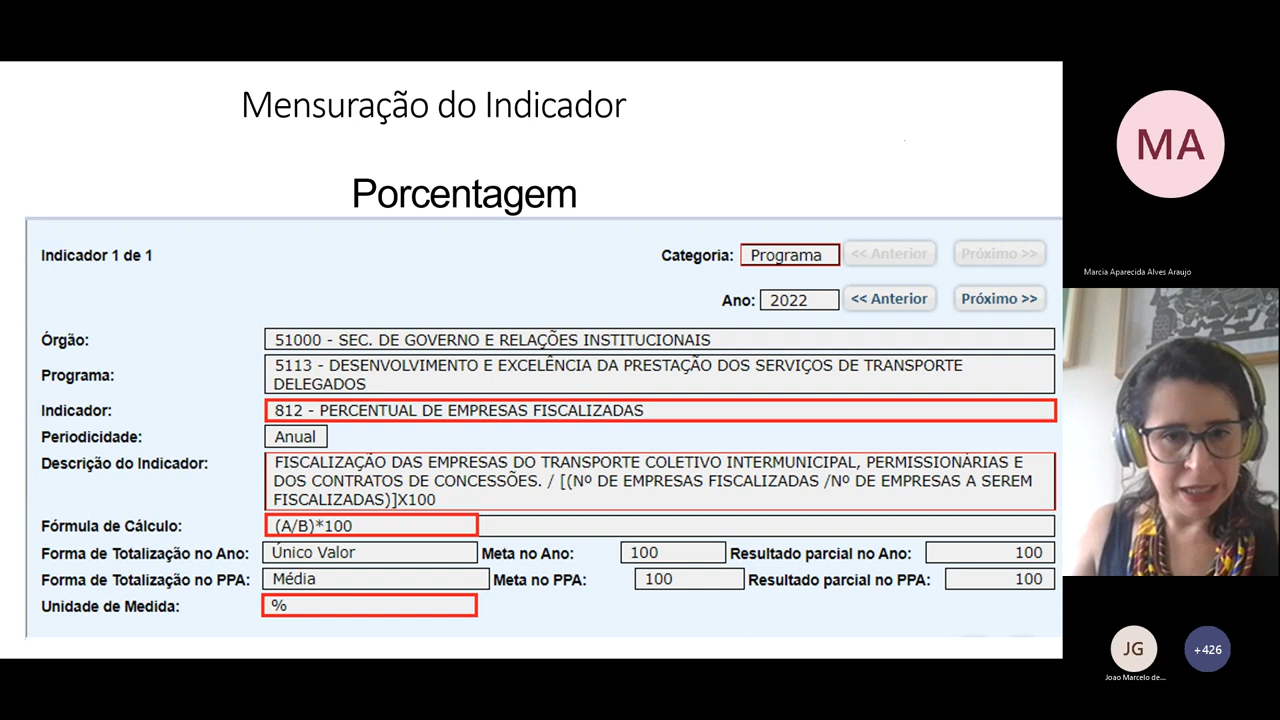 Mensuração do Indicador
Porcentagem
Indicador 1 de 1
Categoria: Programa << Anterior Próximo >>
Ano: 2022 << Anterior Próximo >>
Órgão: 51000 - SEC. DE GOVERNO E RELAÇÕES INSTITUCIONAIS
Programa: 5113 - DESENVOLVIMENTO E EXCELÊNCIA DA PRESTAÇÃO DOS SERVIÇOS DE TRANSPORTE
DELEGADOS
Indicador: 812 - PERCENTUAL DE EMPRESAS FISCALIZADAS
Periodicidade: Anual
Descrição do Indicador: FISCALIZAÇÃO DAS EMPRESAS DO TRANSPORTE COLETIVO INTERMUNICIPAL, PERMISSIONÁRIAS E
DOS CONTRATOS DE CONCESSÕES. / [(Nº DE EMPRESAS FISCALIZADAS /Nº DE EMPRESAS A SEREM
FISCALIZADAS)]X100
Fórmula de Cálculo: (A/B)*100
Forma de Totalização no Ano: Único Valor Meta no Ano: 100 Resultado parcial no Ano: 100
Forma de Totalização no PPA: Média Meta no PPA: 100 Resultado parcial no PPA: 100
Unidade de Medida: %
MA
Marcia Aparecida Alves Araujo
JG
+426
Joao Marcelo de...